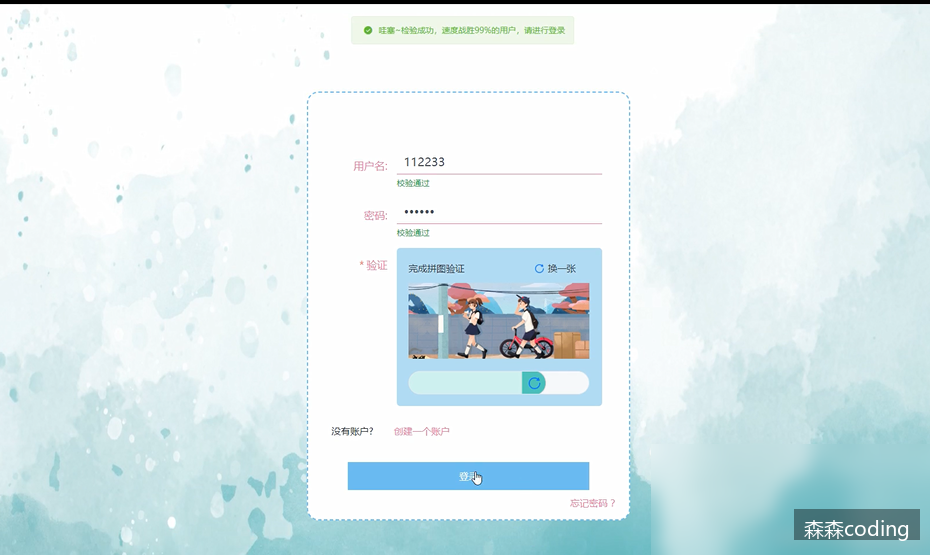 哇塞~检验成功，速度战胜99%的用户，请进行登录
用户名: 112233
校验通过
密码: ••••••
校验通过
* 验证
完成拼图验证 换一张
没有账户? 创建一个账户
登录
忘记密码？
森森coding